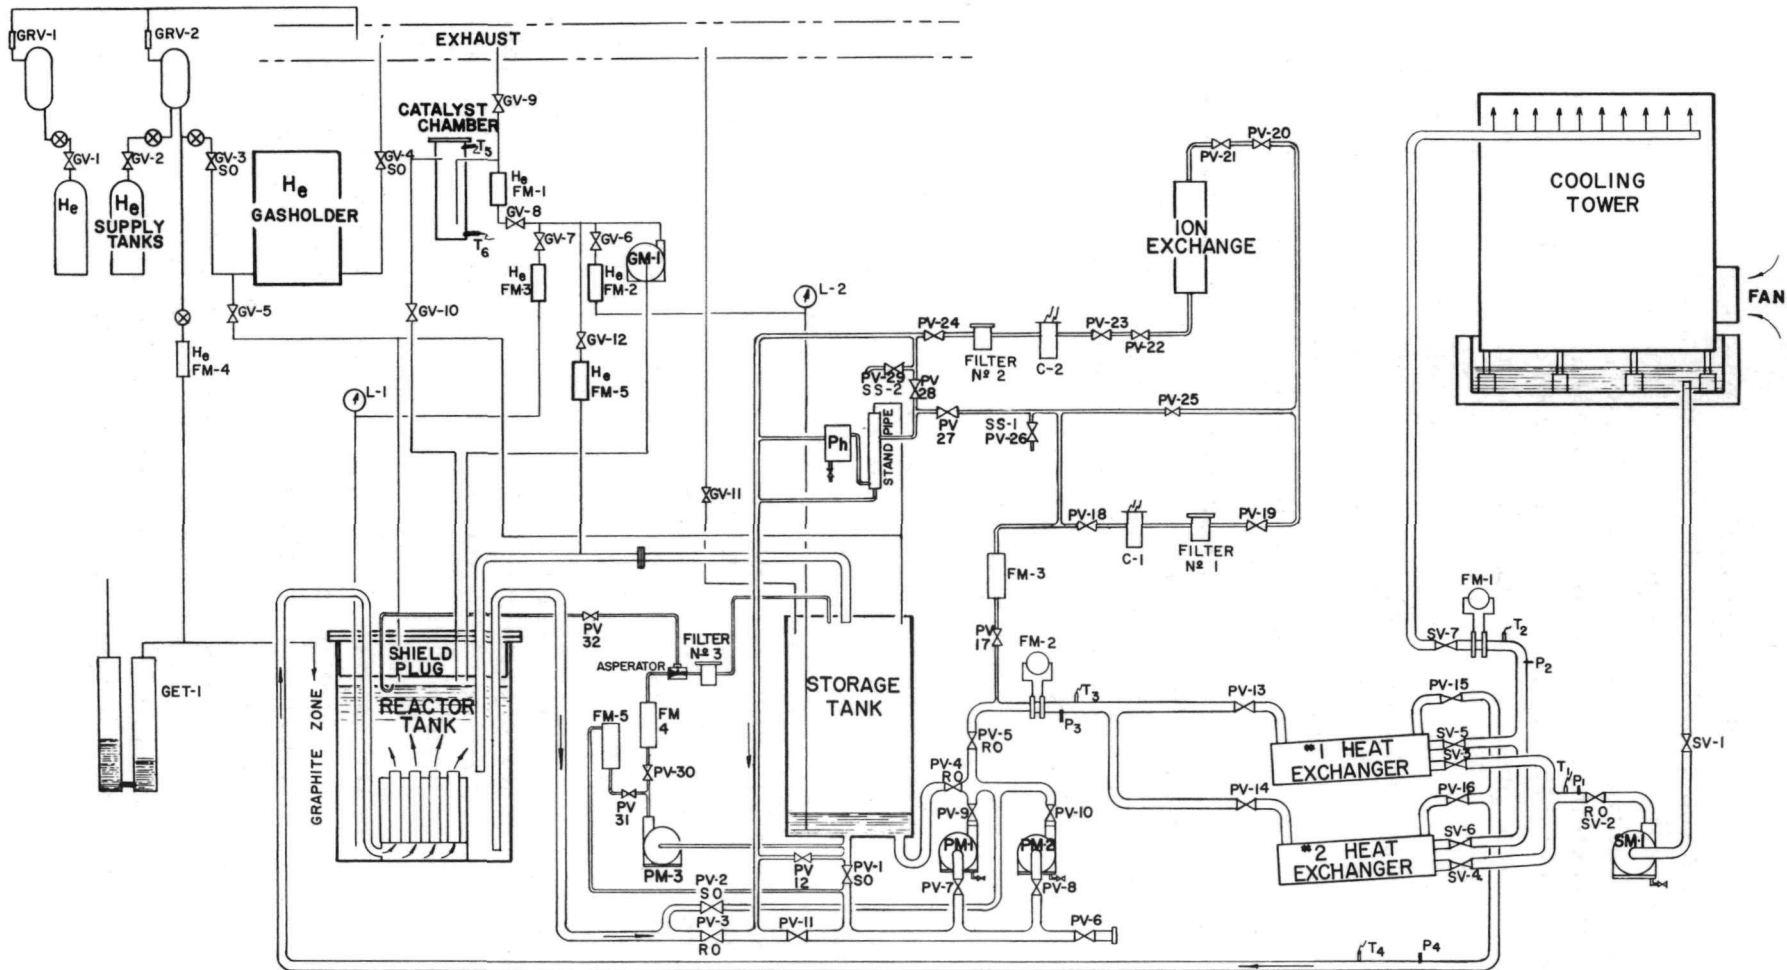 GRV-1
GRV-2
EXHAUST
GV-9
CATALYST
CHAMBER
GV-1
GV-2
GV-3
SO
GV-4
SO
T5
He
FM-1
He
GASHOLDER
He
He
SUPPLY
TANKS
GV-8
GV-7
GV-6
GM-1
T6
He
FM-3
He
FM-2
GV-5
GV-10
L-2
GV-12
He
FM-4
He
FM-5
L-1
PV-20
PV-21
ION
EXCHANGE
COOLING
TOWER
FAN
PV-24
PV-23
PV-22
FILTER
Nº 2
C-2
PV-29
SS-2
PV
28
PV-25
PV
27
SS-1
PV-26
Ph
STAND PIPE
GV-11
PV-18
PV-19
C-1
FILTER
Nº 1
FM-3
FM-1
PV
17
FM-2
SV-7
T2
P2
PV
32
FILTER
Nº 3
ASPERATOR
SHIELD
PLUG
GET-1
REACTOR
TANK
GRAPHITE ZONE
STORAGE
TANK
T3
P3
PV-13
PV-15
FM-5
FM
4
PV-5
RO
SV-5
SV-3
SV-1
#1 HEAT
EXCHANGER
PV-30
PV-4
RO
PV-14
PV-16
T1
P1
RO
SV-2
PV
31
PV-9
PV-10
SV-6
PM-3
PM-1
PM-2
#2 HEAT
EXCHANGER
SV-4
SM-1
PV
12
PV-1
SO
PV-7
PV-8
PV-2
SO
PV-3
RO
PV-11
PV-6
T4
P4